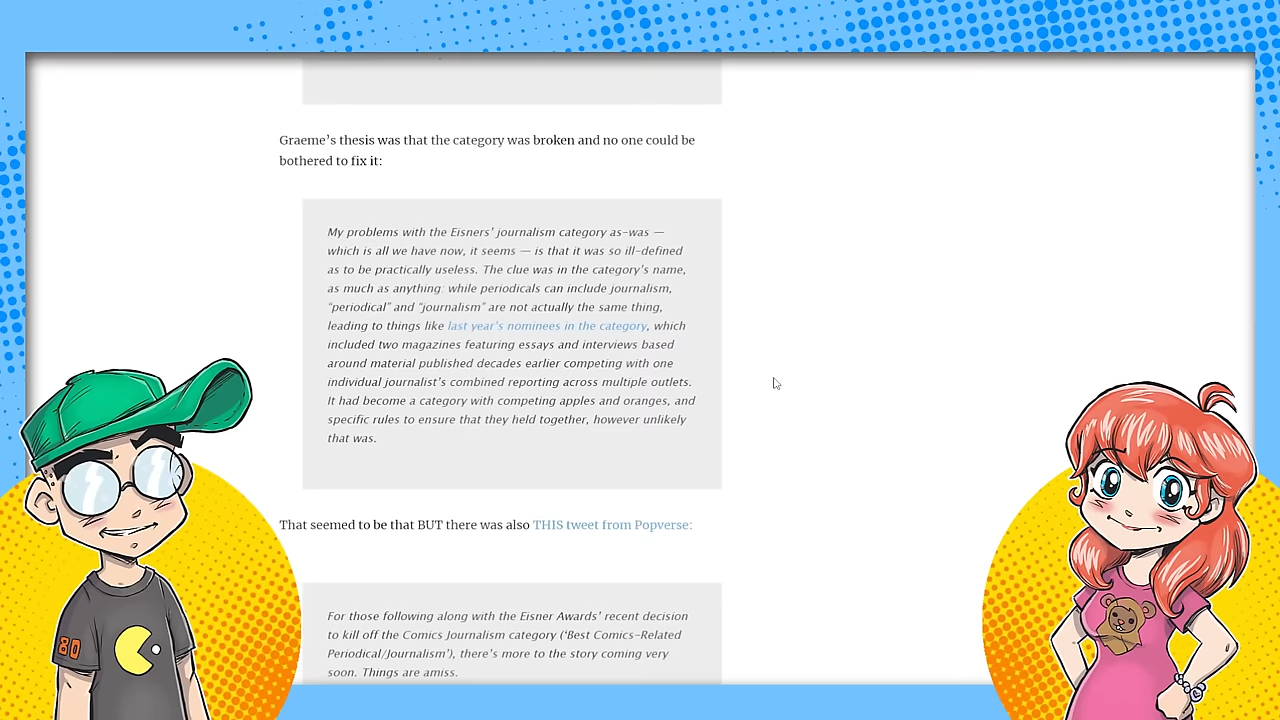 Graeme’s thesis was that the category was broken and no one could be
bothered to fix it:
My problems with the Eisners’ journalism category as-was —
which is all we have now, it seems — is that it was so ill-defined
as to be practically useless. The clue was in the category’s name,
as much as anything: while periodicals can include journalism,
“periodical” and “journalism” are not actually the same thing,
leading to things like last year’s nominees in the category, which
included two magazines featuring essays and interviews based
around material published decades earlier competing with one
individual journalist’s combined reporting across multiple outlets.
It had become a category with competing apples and oranges, and
specific rules to ensure that they held together, however unlikely
that was.
That seemed to be that BUT there was also THIS tweet from Popverse:
For those following along with the Eisner Awards’ recent decision
to kill off the Comics Journalism category (‘Best Comics-Related
Periodical/Journalism’), there’s more to the story coming very
soon. Things are amiss.
80